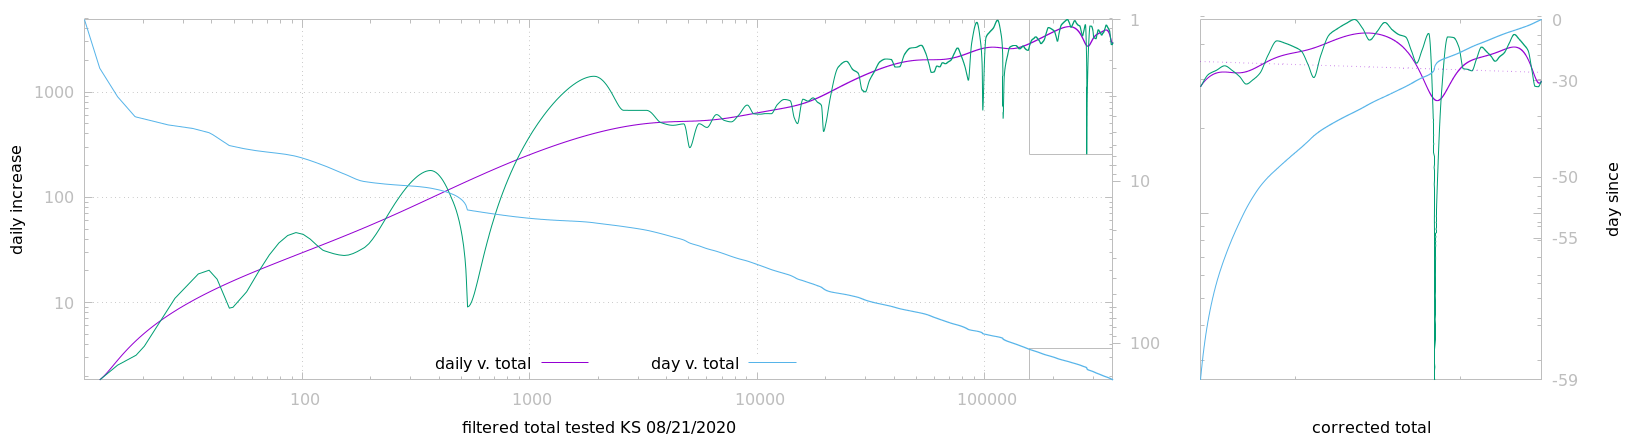 daily increase
1000
100
10
100
1000
10000
100000
1
10
100
daily v. total
day v. total
filtered total tested KS 08/21/2020
0
-30
-50
-55
-59
day since
corrected total